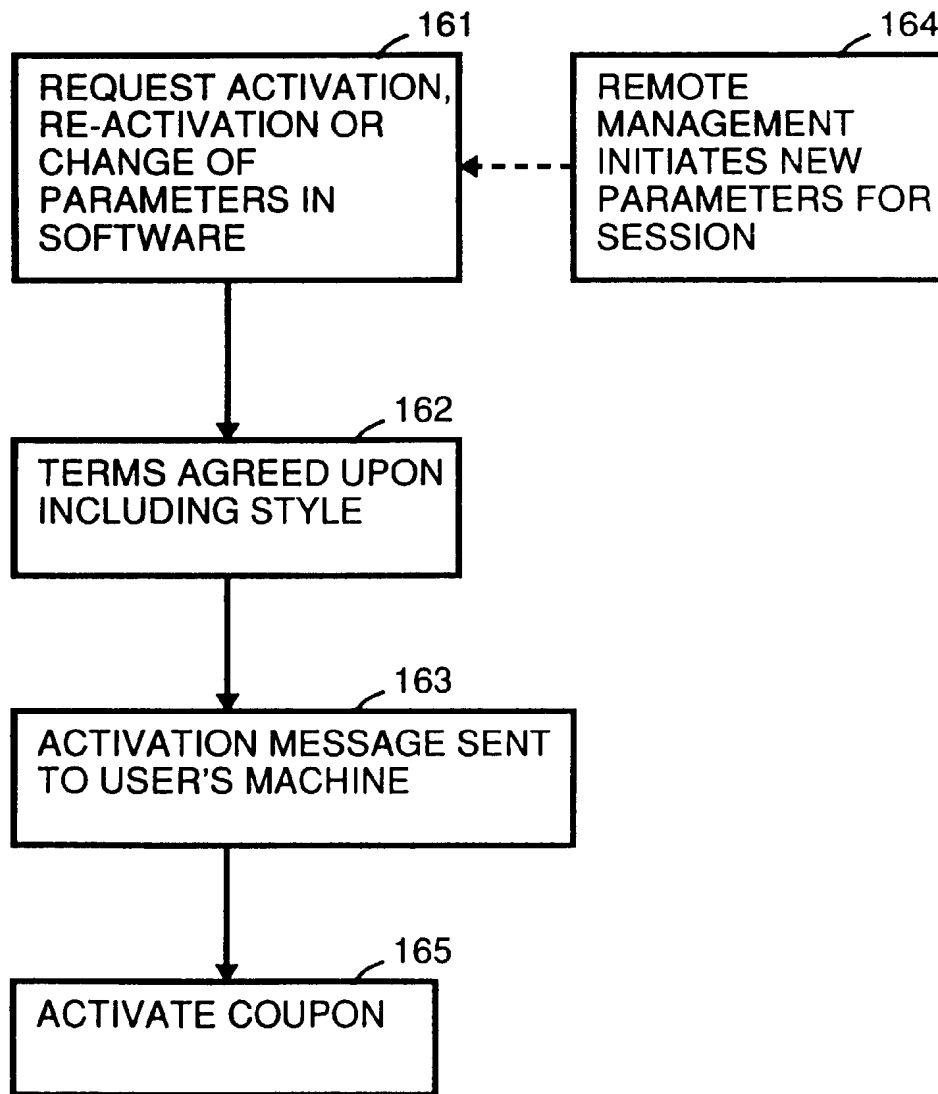 161
REQUEST ACTIVATION,
RE-ACTIVATION OR
CHANGE OF
PARAMETERS IN
SOFTWARE
164
REMOTE
MANAGEMENT
INITIATES NEW
PARAMETERS FOR
SESSION
162
TERMS AGREED UPON
INCLUDING STYLE
163
ACTIVATION MESSAGE SENT
TO USER'S MACHINE
165
ACTIVATE COUPON